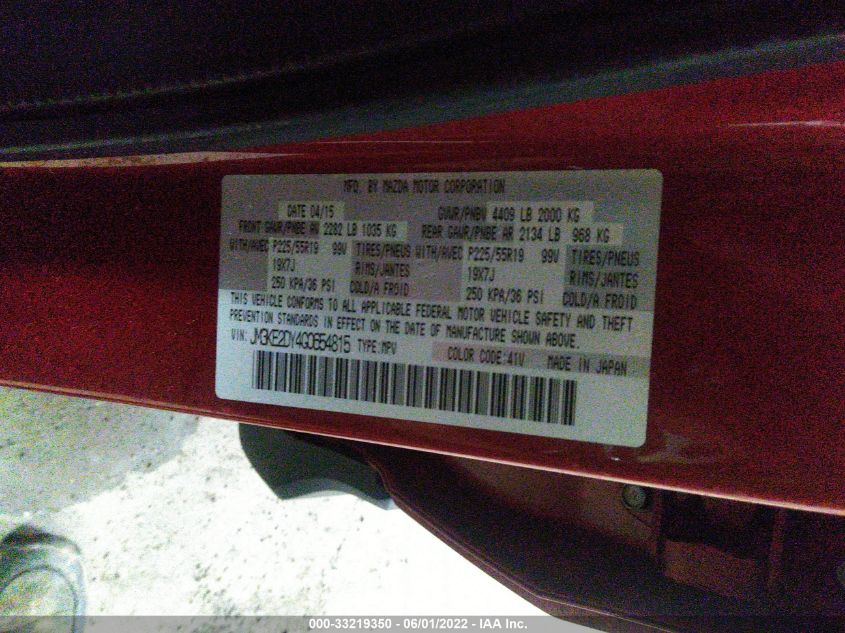 MFD. BY MAZDA MOTOR CORPORATION
DATE 04/15 GVWR/PNBV 4409 LB 2000 KG
FRONT GAWR/PNBE AV 2282 LB 1035 KG REAR GAWR/PNBE AR 2134 LB 968 KG
WITH/AVEC P225/55R19 99V TIRES/PNEUS WITH/AVEC P225/55R19 99V TIRES/PNEUS
19X7J RIMS/JANTES 19X7J RIMS/JANTES
250 KPA/36 PSI COLD/A FROID 250 KPA/36 PSI COLD/A FROID
THIS VEHICLE CONFORMS TO ALL APPLICABLE FEDERAL MOTOR VEHICLE SAFETY AND THEFT
PREVENTION STANDARDS IN EFFECT ON THE DATE OF MANUFACTURE SHOWN ABOVE.
VIN: JM3KE2DY4G0654815 TYPE:MPV COLOR CODE:41V MADE IN JAPAN
000-33219350 - 06/01/2022 - IAA Inc.